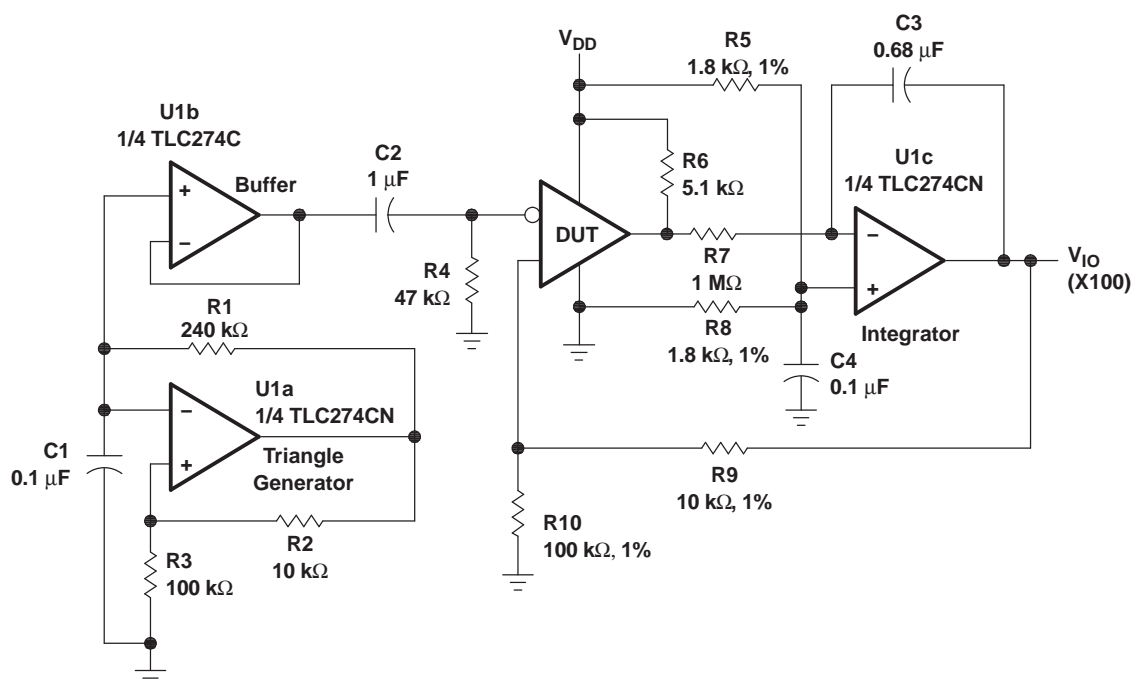 U1b
1/4 TLC274C
+
−
Buffer
C2
1 μF
R4
47 kΩ
R1
240 kΩ
U1a
1/4 TLC274CN
−
+
Triangle
Generator
C1
0.1 μF
R2
10 kΩ
R3
100 kΩ
VDD
DUT
R5
1.8 kΩ, 1%
R6
5.1 kΩ
R7
1 MΩ
R8
1.8 kΩ, 1%
C3
0.68 μF
U1c
1/4 TLC274CN
−
+
Integrator
VIO
(X100)
C4
0.1 μF
R9
10 kΩ, 1%
R10
100 kΩ, 1%